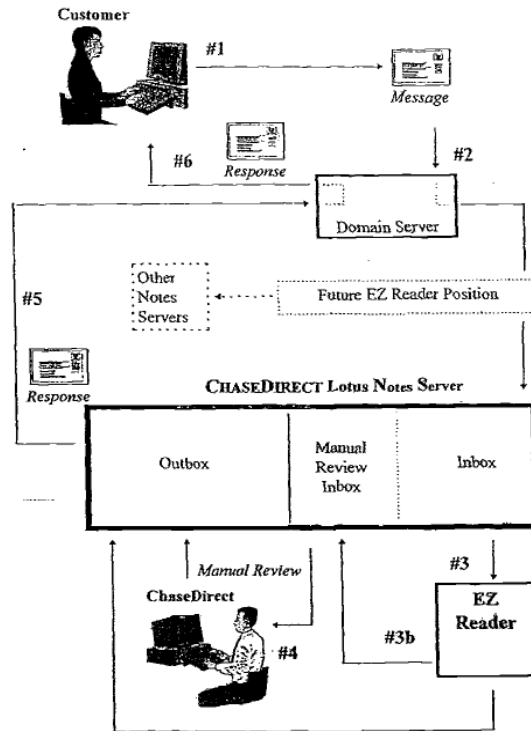 Customer
#1
Message
#2
#6
Response
Domain Server
#5
Other
Notes
Servers
Future EZ Reader Position
Response
CHASEDIRECT Lotus Notes Server
Outbox
Manual
Review
Inbox
Inbox
#3
Manual Review
ChaseDirect
#4
#3b
EZ
Reader